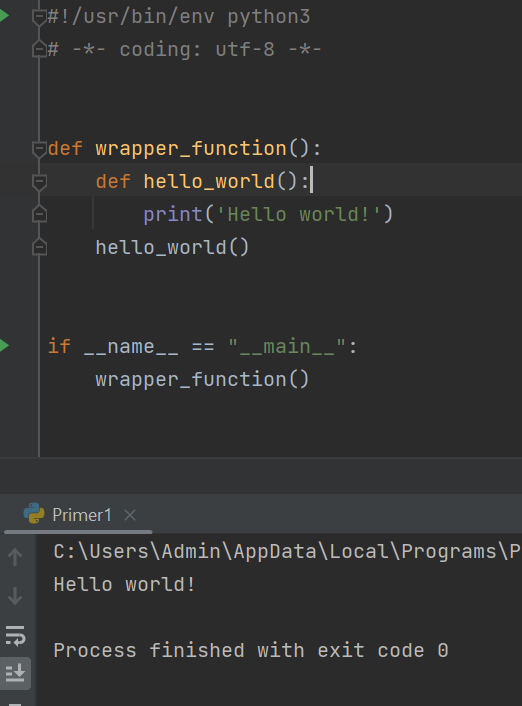 #!/usr/bin/env python3
# -*- coding: utf-8 -*-
def wrapper_function():
    def hello_world():
        print('Hello world!')
    hello_world()
if __name__ == "__main__":
    wrapper_function()
Primer1
C:\Users\Admin\AppData\Local\Programs\P
Hello world!
Process finished with exit code 0